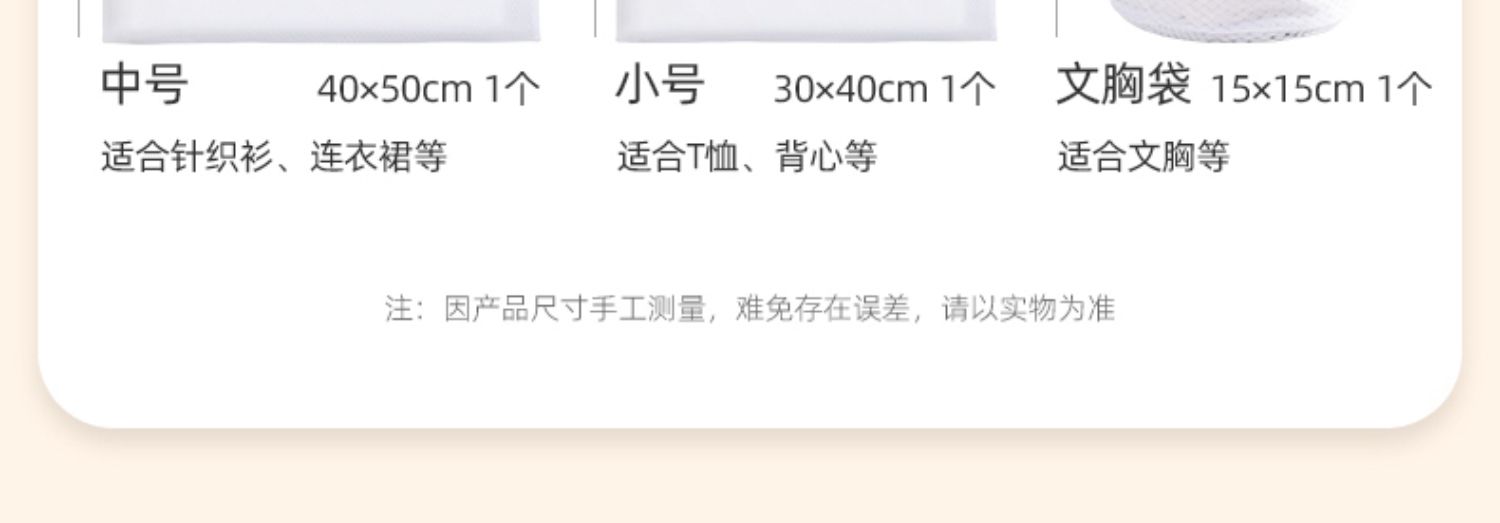 中号 40×50cm 1个
适合针织衫、连衣裙等
小号 30×40cm 1个
适合T恤、背心等
文胸袋 15×15cm 1个
适合文胸等
注：因产品尺寸手工测量，难免存在误差，请以实物为准